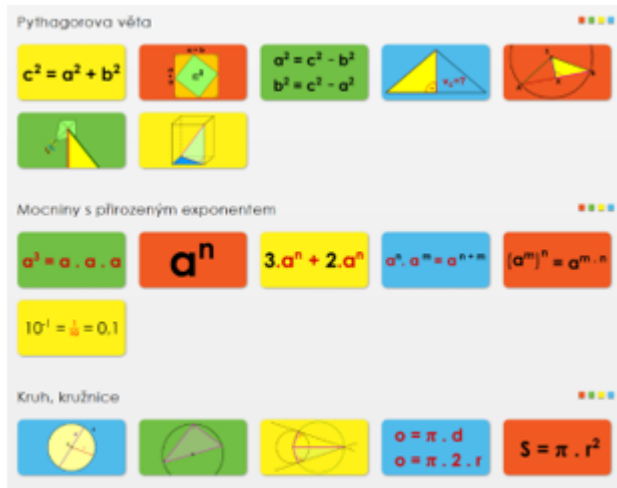 Pythagorova věta
c² = a² + b²
c²
a² = c² - b²
b² = c² - a²
Mocniny s přirozeným exponentem
a³ = a . a . a
aⁿ
3.aⁿ + 2.aⁿ
aⁿ. aᵐ = aⁿ⁺ᵐ
(aᵐ)ⁿ = aᵐ·ⁿ
10⁻¹ = 1/10 = 0,1
Kruh, kružnice
o = π . d
o = π . 2 . r
S = π . r²